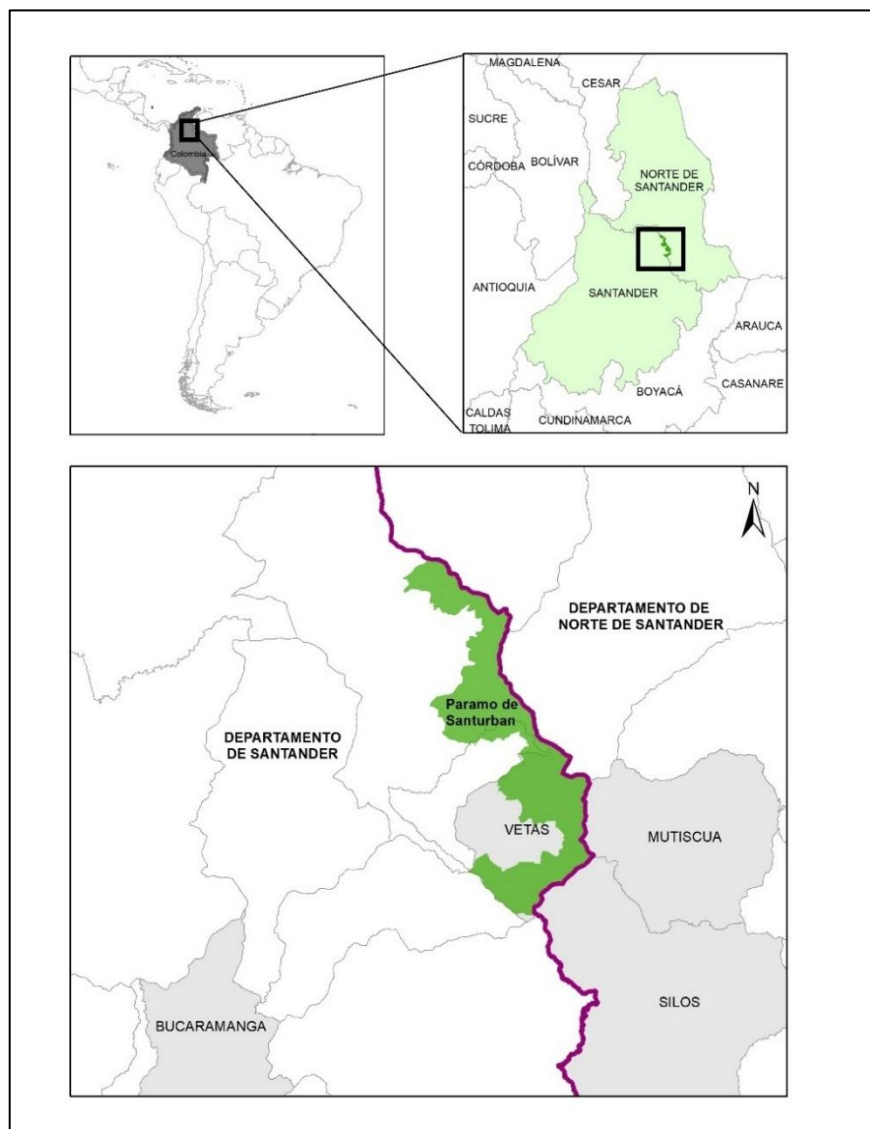 Colombia
MAGDALENA
CESAR
SUCRE
CÓRDOBA
BOLÍVAR
NORTE DE
SANTANDER
ANTIOQUIA
SANTANDER
ARAUCA
CASANARE
BOYACÁ
CALDAS
TOLIMA
CUNDINAMARCA
N
DEPARTAMENTO DE
NORTE DE SANTANDER
Paramo de
Santurban
DEPARTAMENTO
DE SANTANDER
VETAS
MUTISCUA
SILOS
BUCARAMANGA